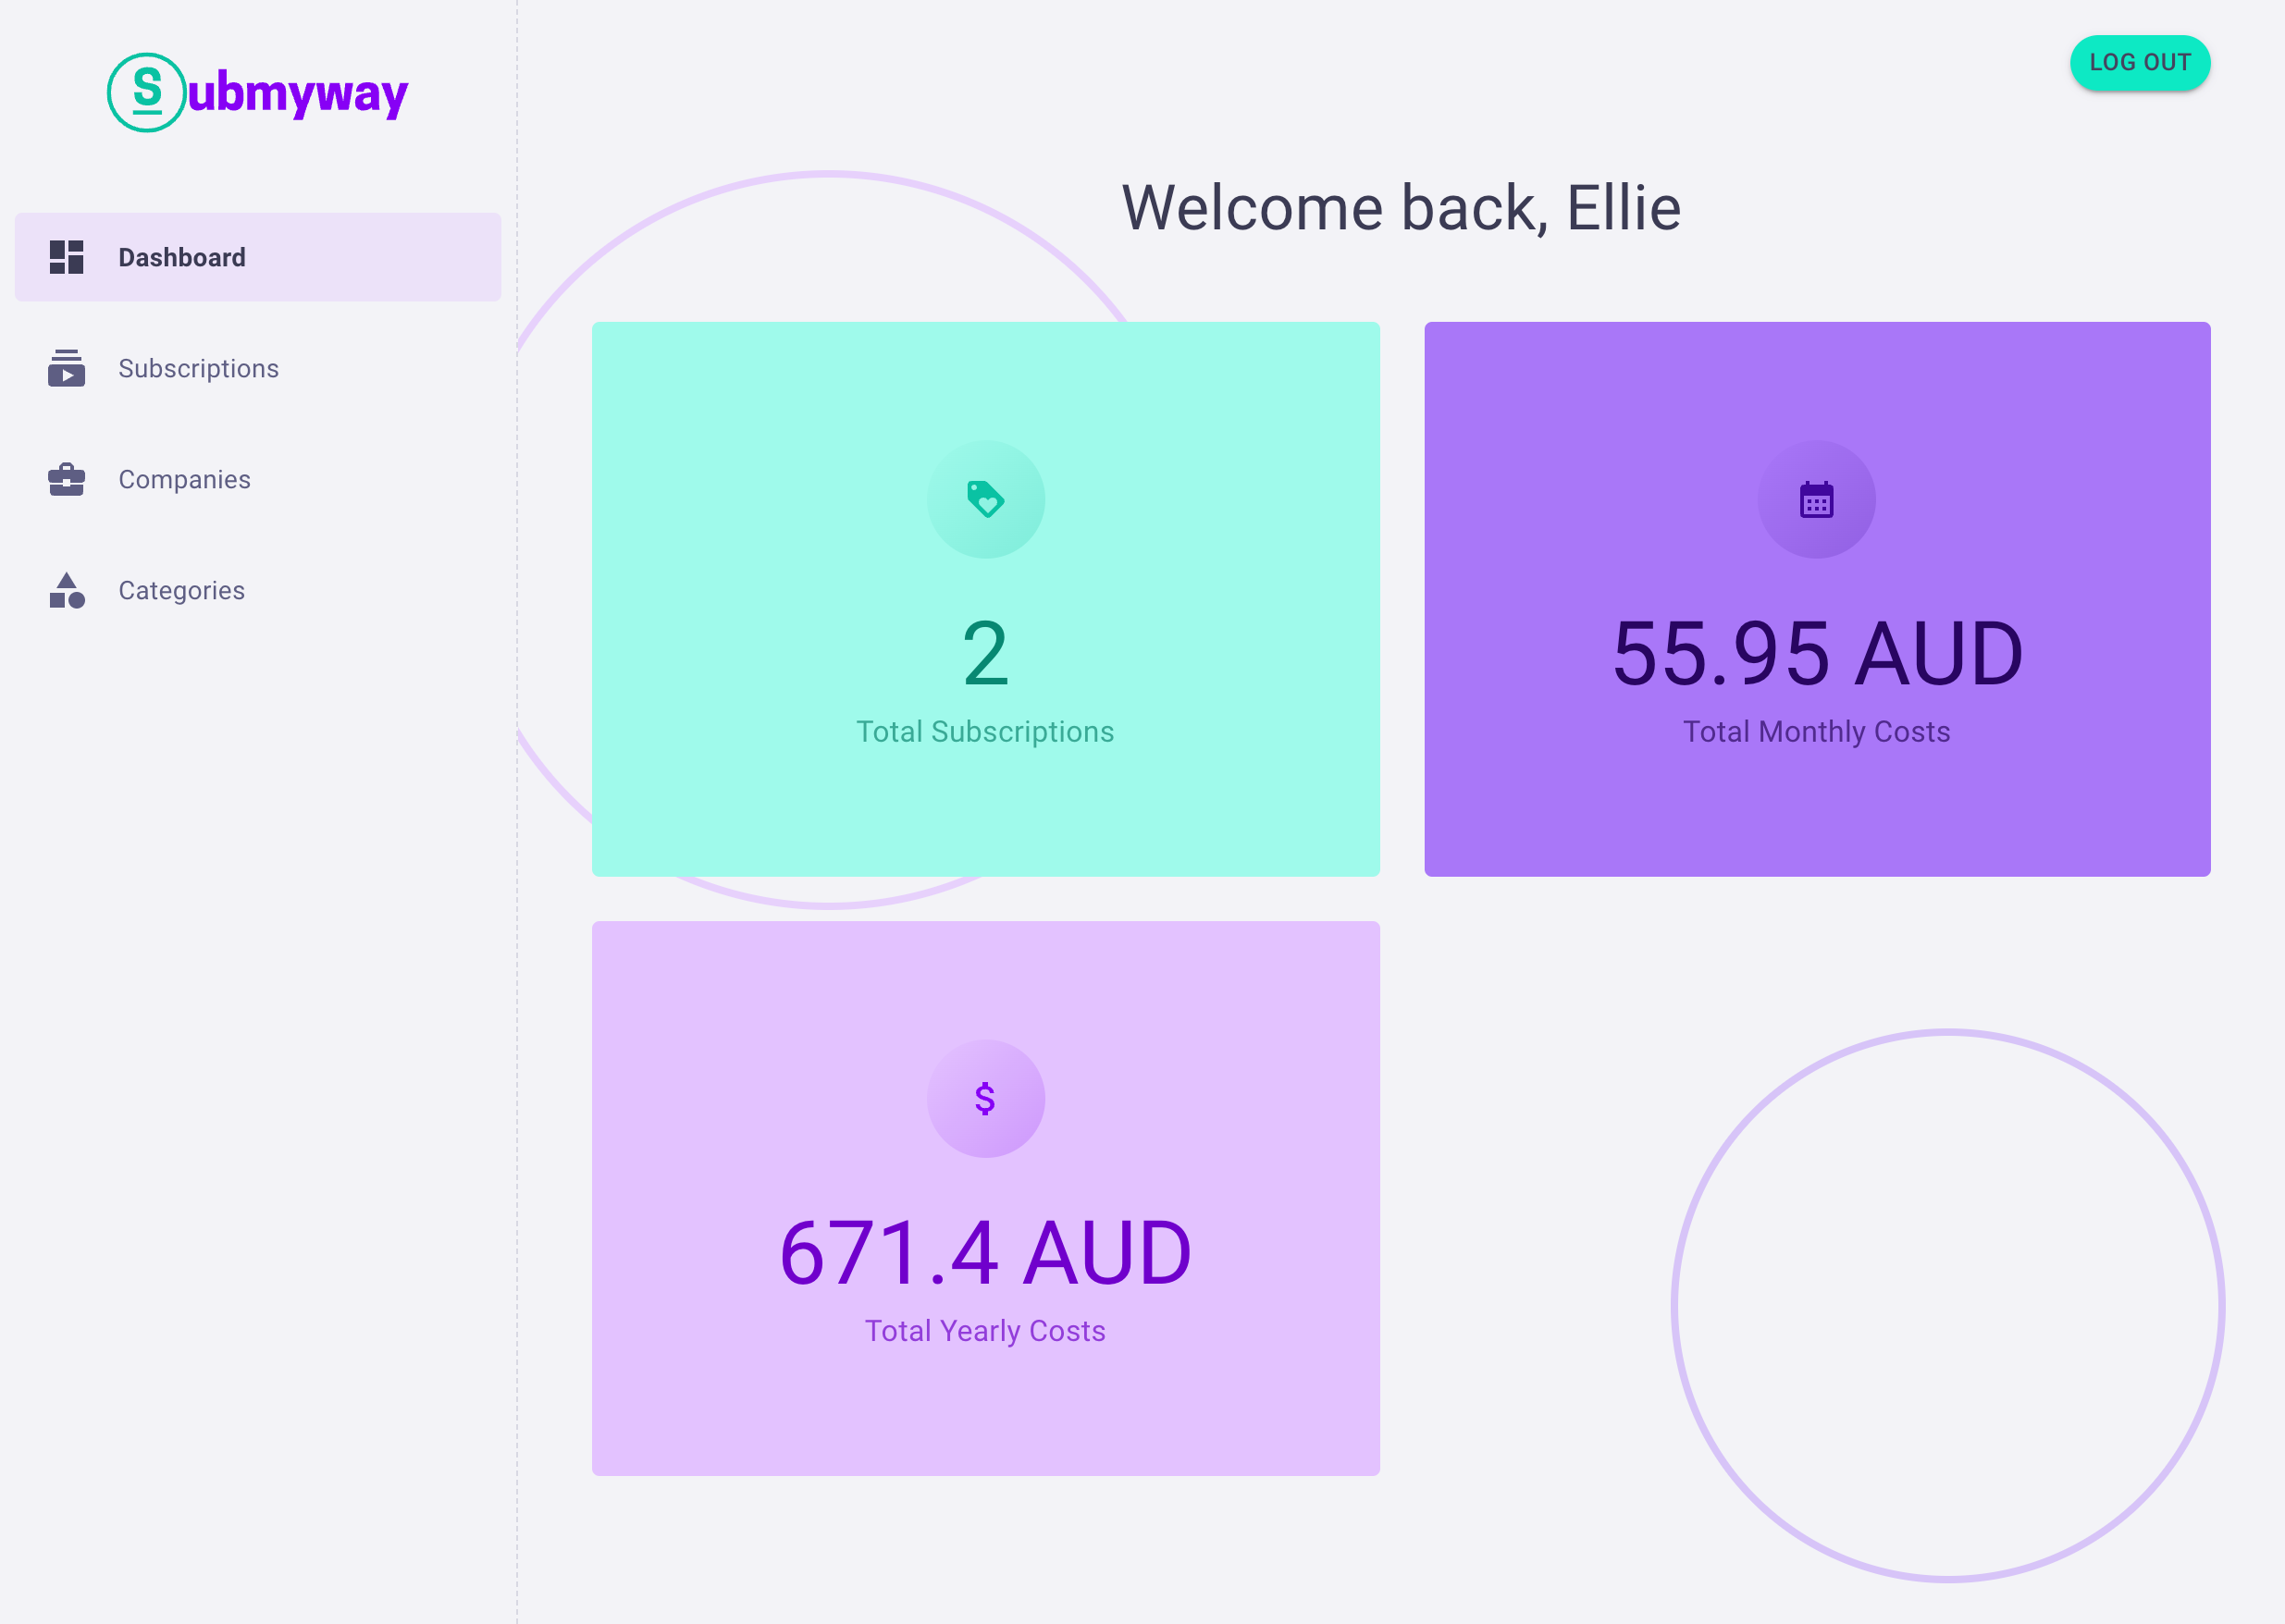 Submyway
LOG OUT
Welcome back, Ellie
Dashboard
Subscriptions
Companies
Categories
2
Total Subscriptions
55.95 AUD
Total Monthly Costs
$
671.4 AUD
Total Yearly Costs